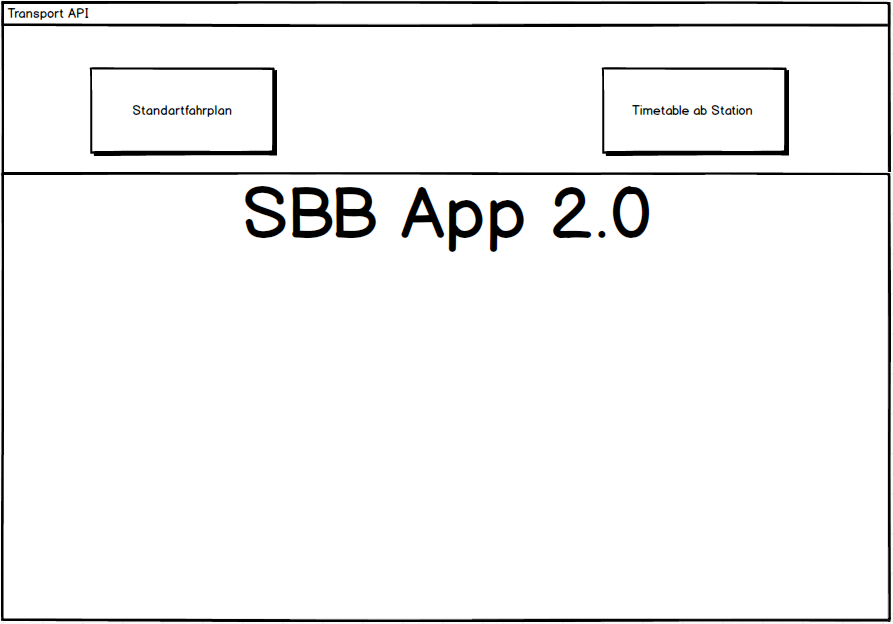 Transport API
Standartfahrplan
Timetable ab Station
SBB App 2.0